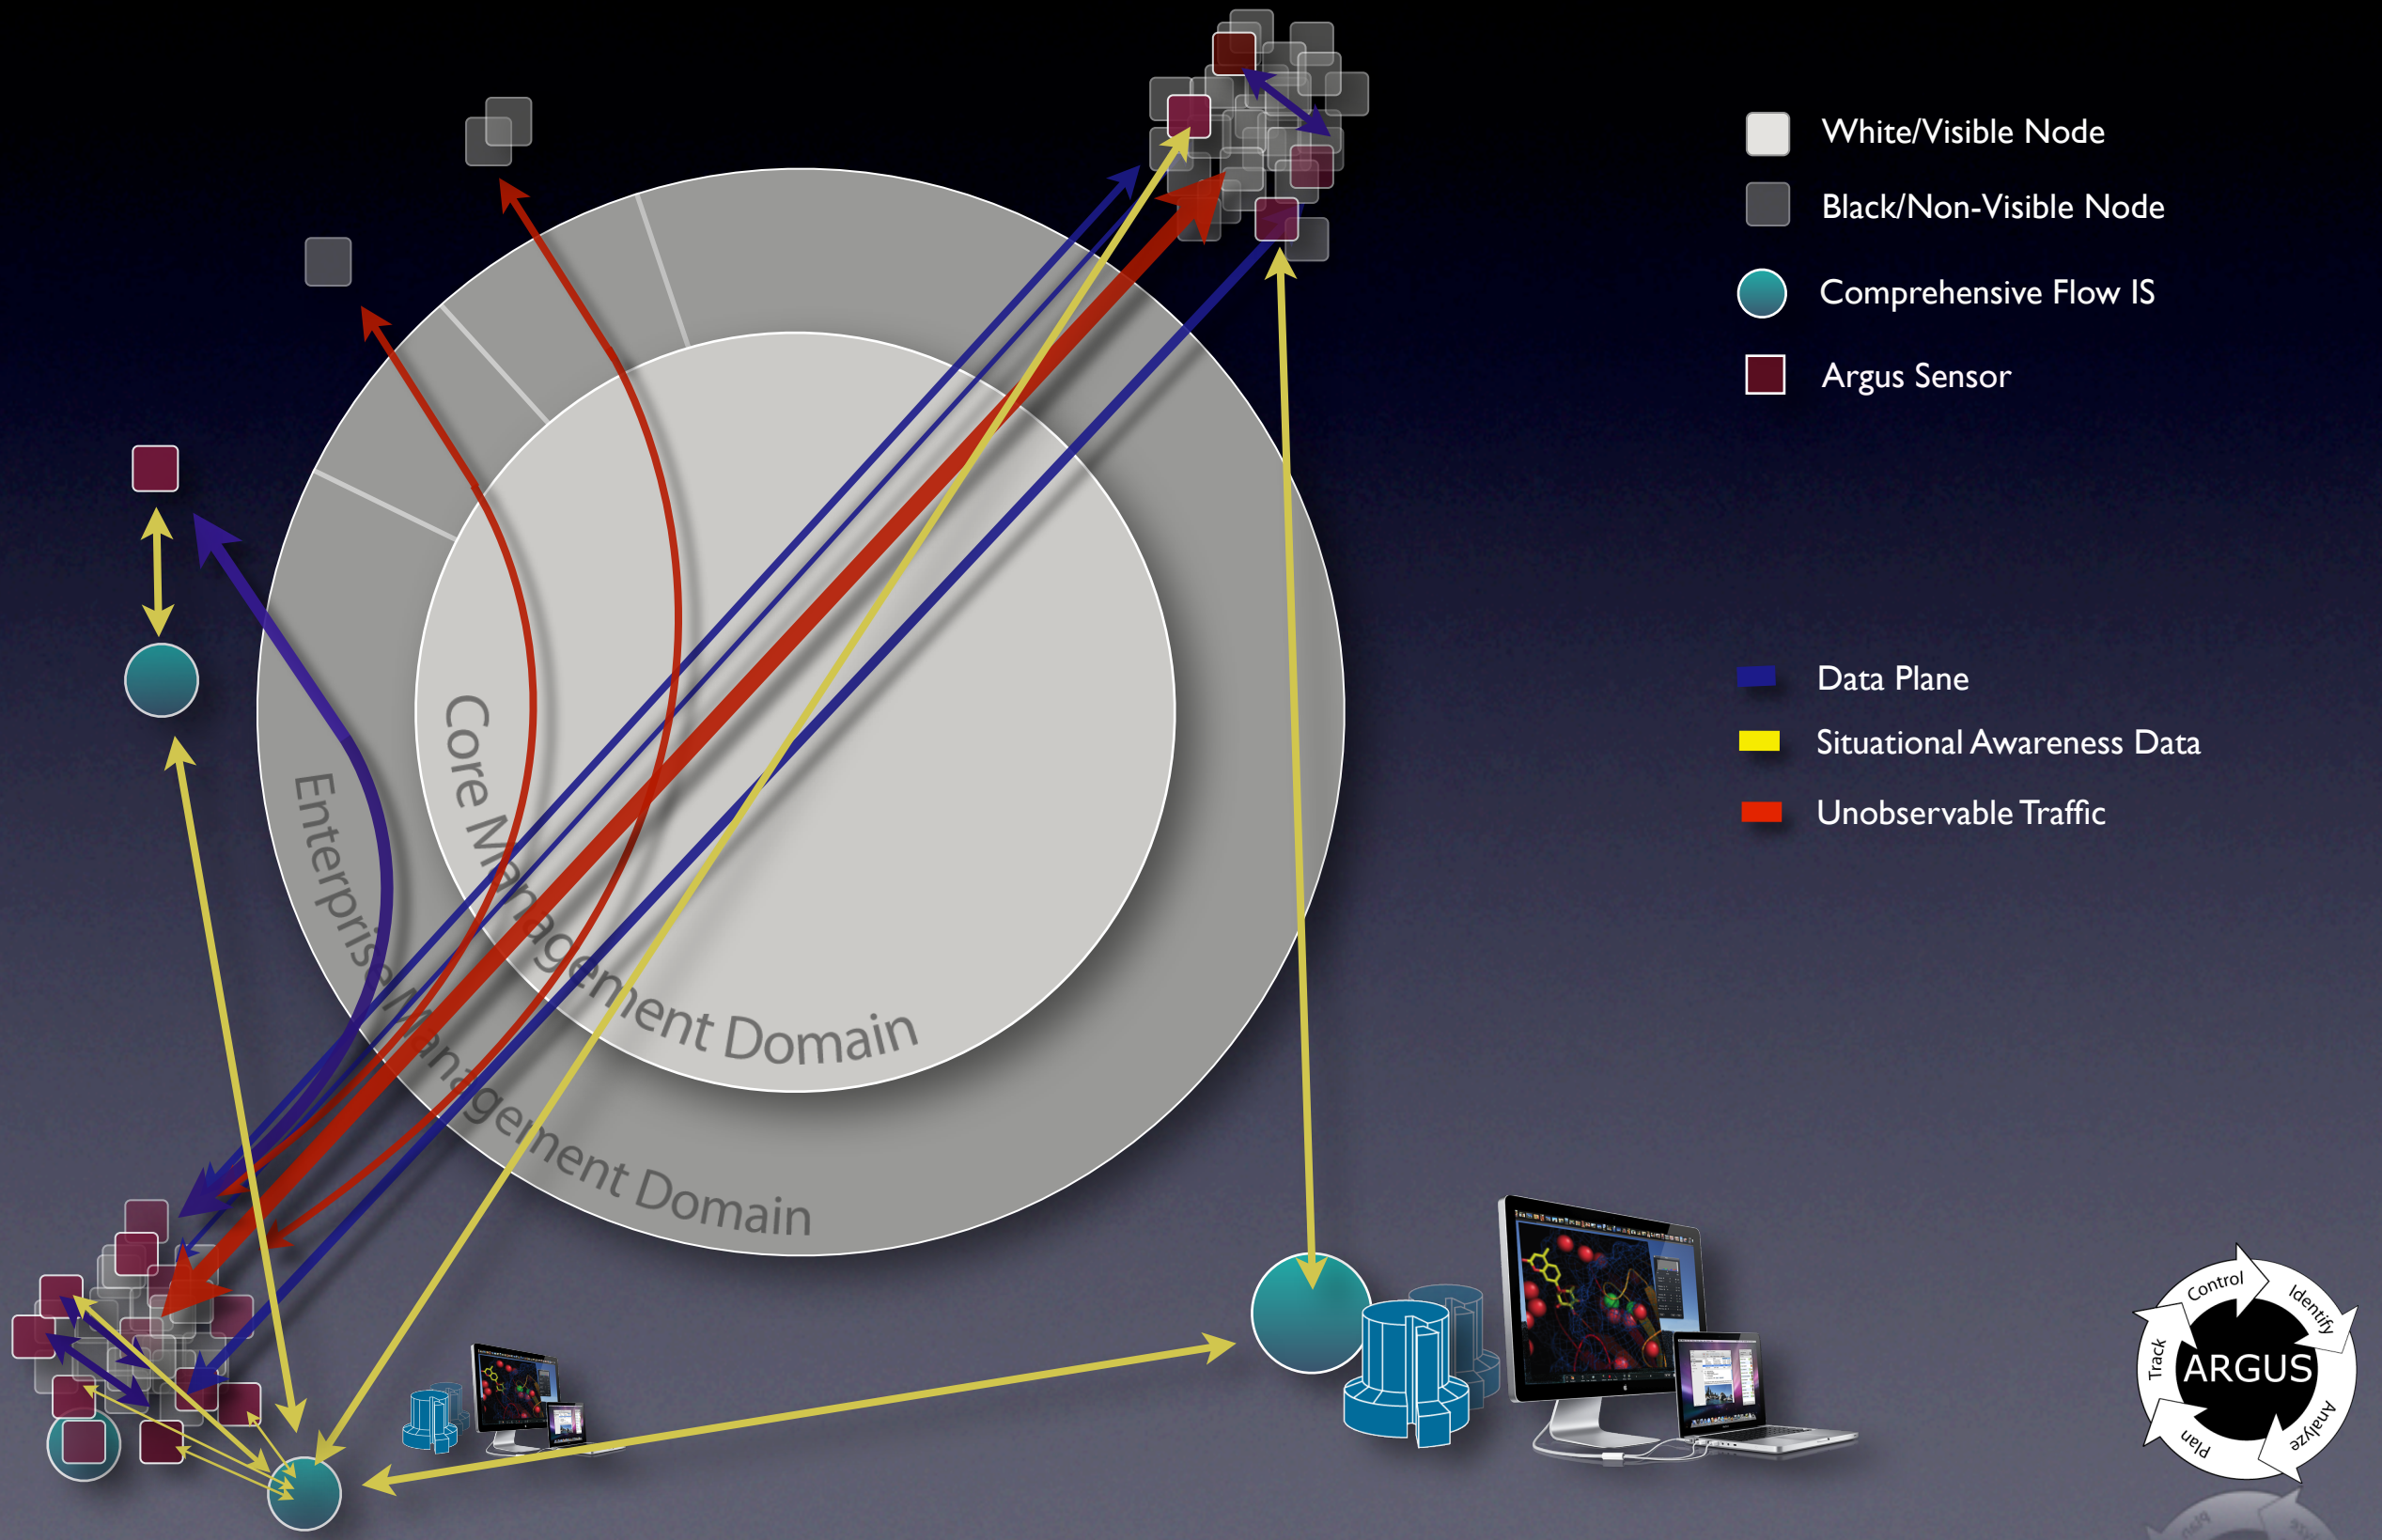 White/Visible Node
Black/Non-Visible Node
Comprehensive Flow IS
Argus Sensor
Core Management Domain
Enterprise Management Domain
Data Plane
Situational Awareness Data
Unobservable Traffic
Control
Identify
Analyze
Plan
Track
ARGUS